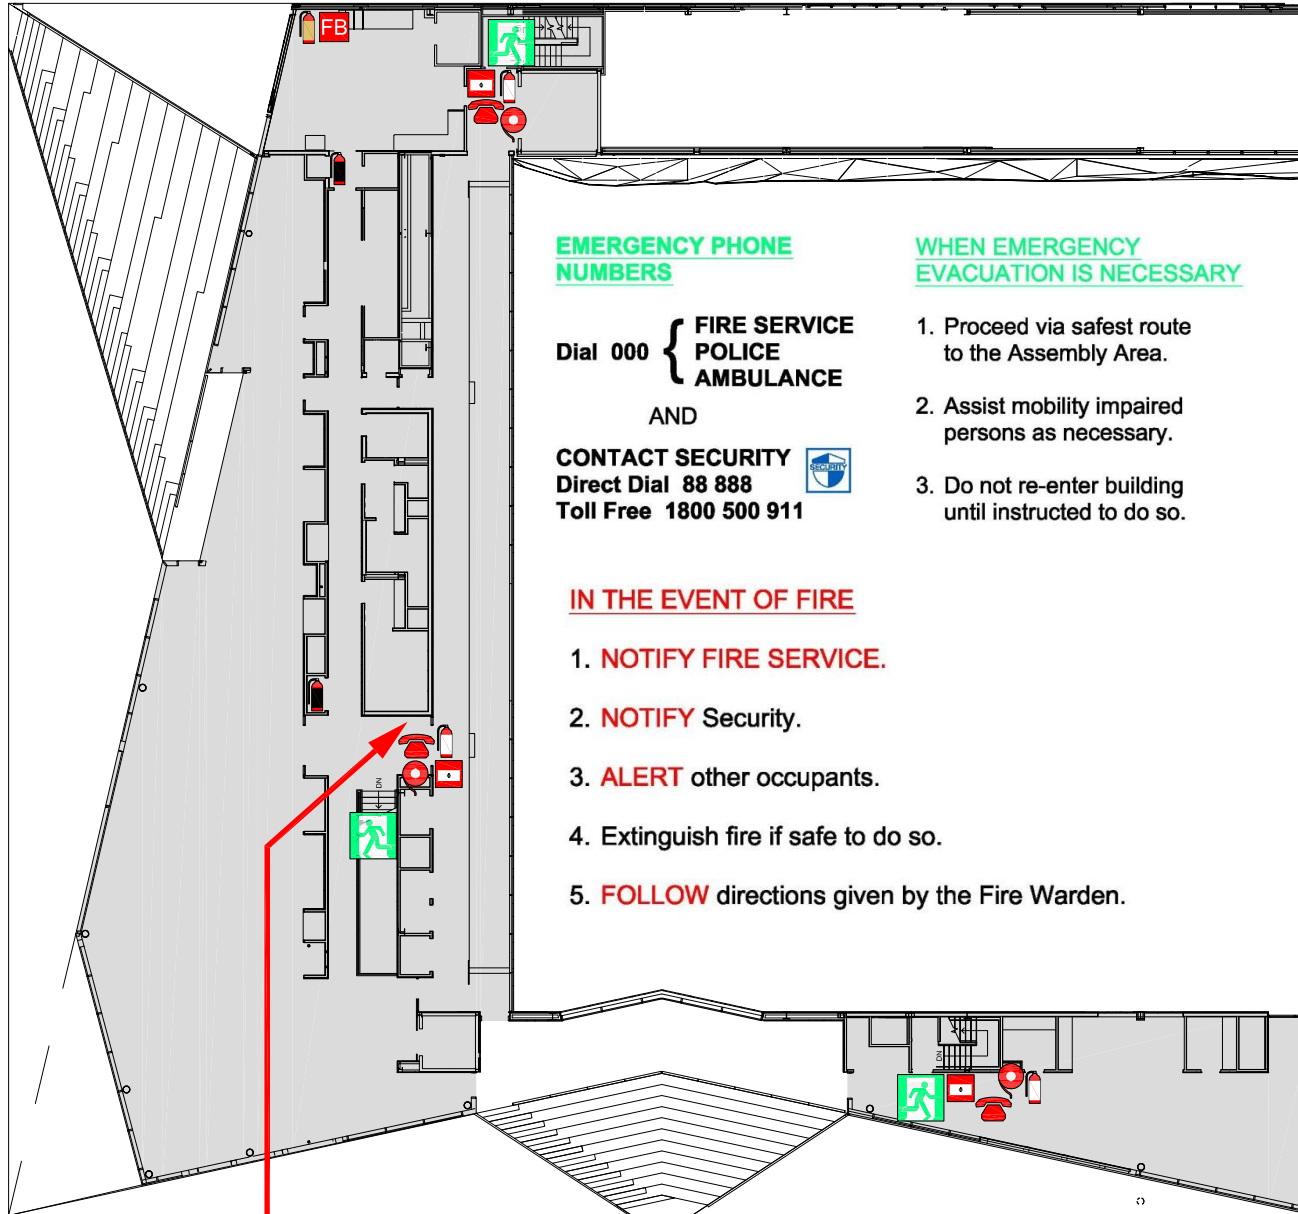 FB
EMERGENCY PHONE
NUMBERS
Dial 000 { FIRE SERVICE
POLICE
AMBULANCE
AND
CONTACT SECURITY
SECURITY
Direct Dial 88 888
Toll Free 1800 500 911
WHEN EMERGENCY
EVACUATION IS NECESSARY
1. Proceed via safest route
to the Assembly Area.
2. Assist mobility impaired
persons as necessary.
3. Do not re-enter building
until instructed to do so.
IN THE EVENT OF FIRE
1. NOTIFY FIRE SERVICE.
2. NOTIFY Security.
3. ALERT other occupants.
4. Extinguish fire if safe to do so.
5. FOLLOW directions given by the Fire Warden.
DN
DN